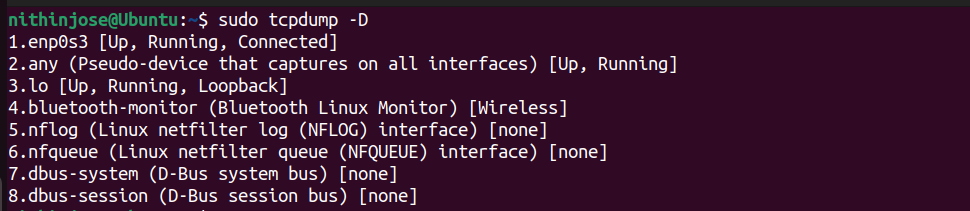 nithinjose@Ubuntu:~$ sudo tcpdump -D
1.enp0s3 [Up, Running, Connected]
2.any (Pseudo-device that captures on all interfaces) [Up, Running]
3.lo [Up, Running, Loopback]
4.bluetooth-monitor (Bluetooth Linux Monitor) [Wireless]
5.nflog (Linux netfilter log (NFLOG) interface) [none]
6.nfqueue (Linux netfilter queue (NFQUEUE) interface) [none]
7.dbus-system (D-Bus system bus) [none]
8.dbus-session (D-Bus session bus) [none]